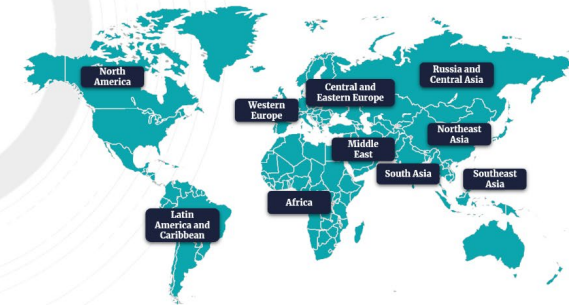 North
America
Russia and
Central Asia
Central and
Eastern Europe
Western
Europe
Northeast
Asia
Middle
East
South Asia
Southeast
Asia
Africa
Latin
America and
Caribbean